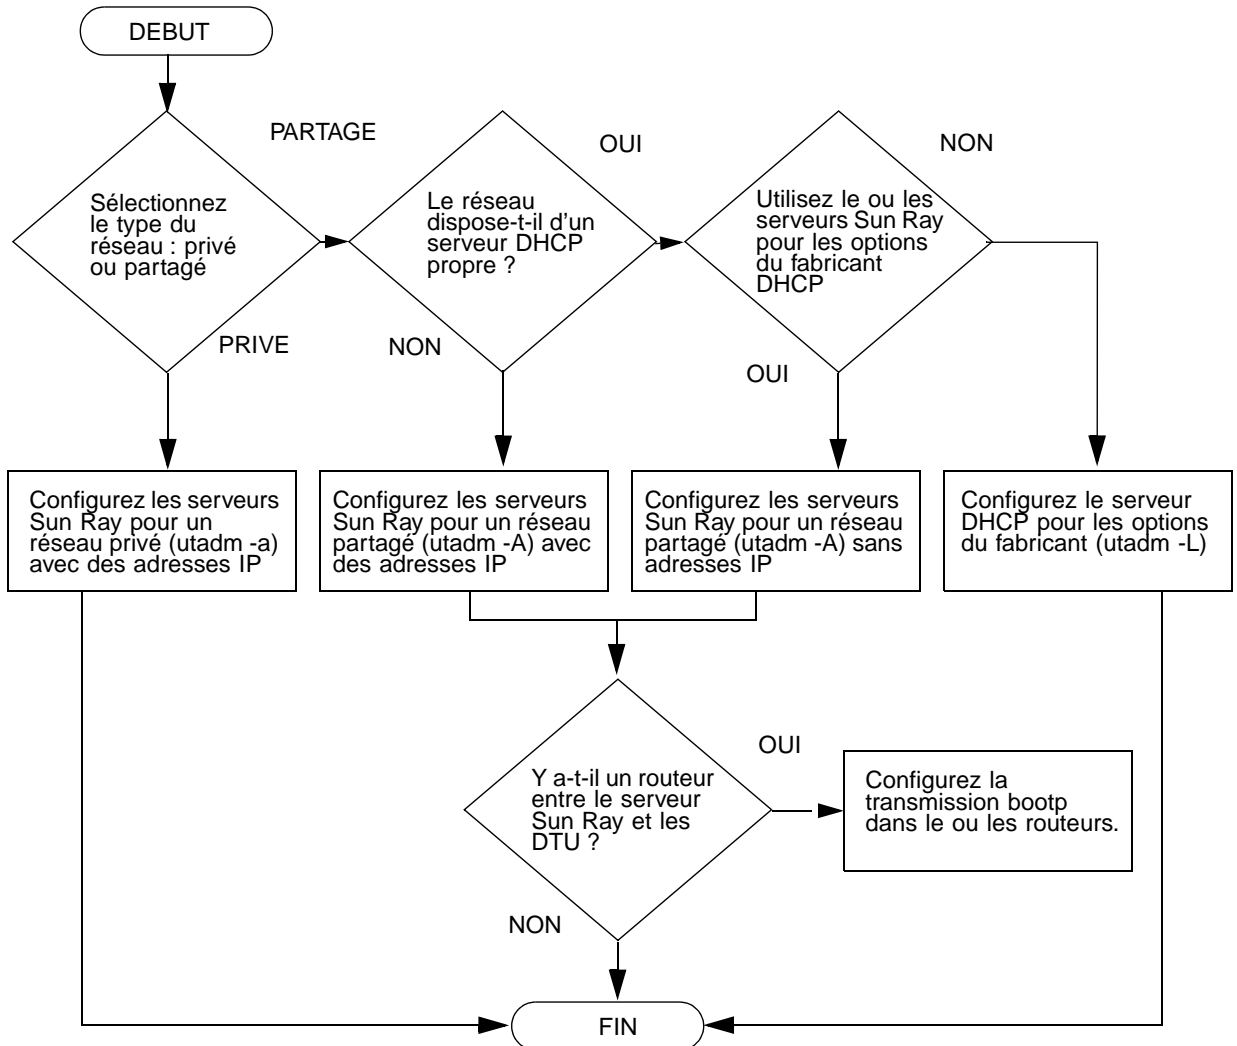 DEBUT
PARTAGE
OUI
NON
Sélectionnez
le type du
réseau : privé
ou partagé
Le réseau
dispose-t-il d'un
serveur DHCP
propre ?
Utilisez le ou les
serveurs Sun Ray
pour les options
du fabricant
DHCP
PRIVE
NON
OUI
Configurez les serveurs
Sun Ray pour un
réseau privé (utadm -a)
avec des adresses IP
Configurez les serveurs
Sun Ray pour un réseau
partagé (utadm -A) avec
des adresses IP
Configurez les serveurs
Sun Ray pour un réseau
partagé (utadm -A) sans
adresses IP
Configurez le serveur
DHCP pour les options
du fabricant (utadm -L)
OUI
Y a-t-il un routeur
entre le serveur
Sun Ray et les
DTU ?
Configurez la
transmission bootp
dans le ou les routeurs.
NON
FIN